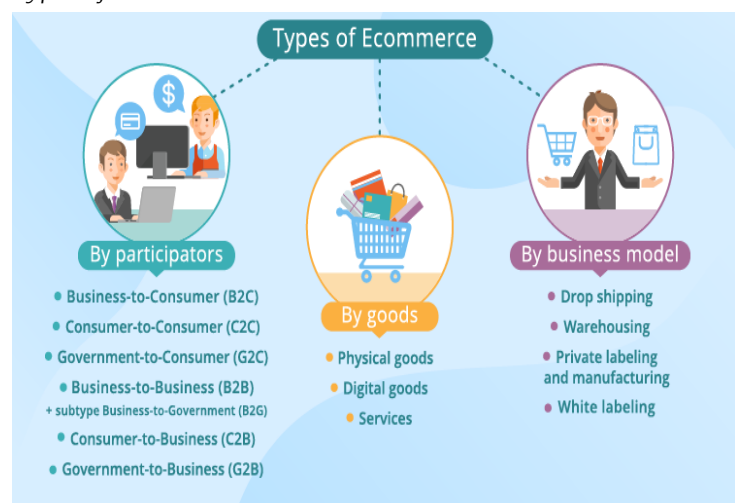 Types of Ecommerce
By participators
• Business-to-Consumer (B2C)
• Consumer-to-Consumer (C2C)
• Government-to-Consumer (G2C)
• Business-to-Business (B2B)
+ subtype Business-to-Government (B2G)
• Consumer-to-Business (C2B)
• Government-to-Business (G2B)
By goods
• Physical goods
• Digital goods
• Services
By business model
• Drop shipping
• Warehousing
• Private labeling
and manufacturing
• White labeling
$